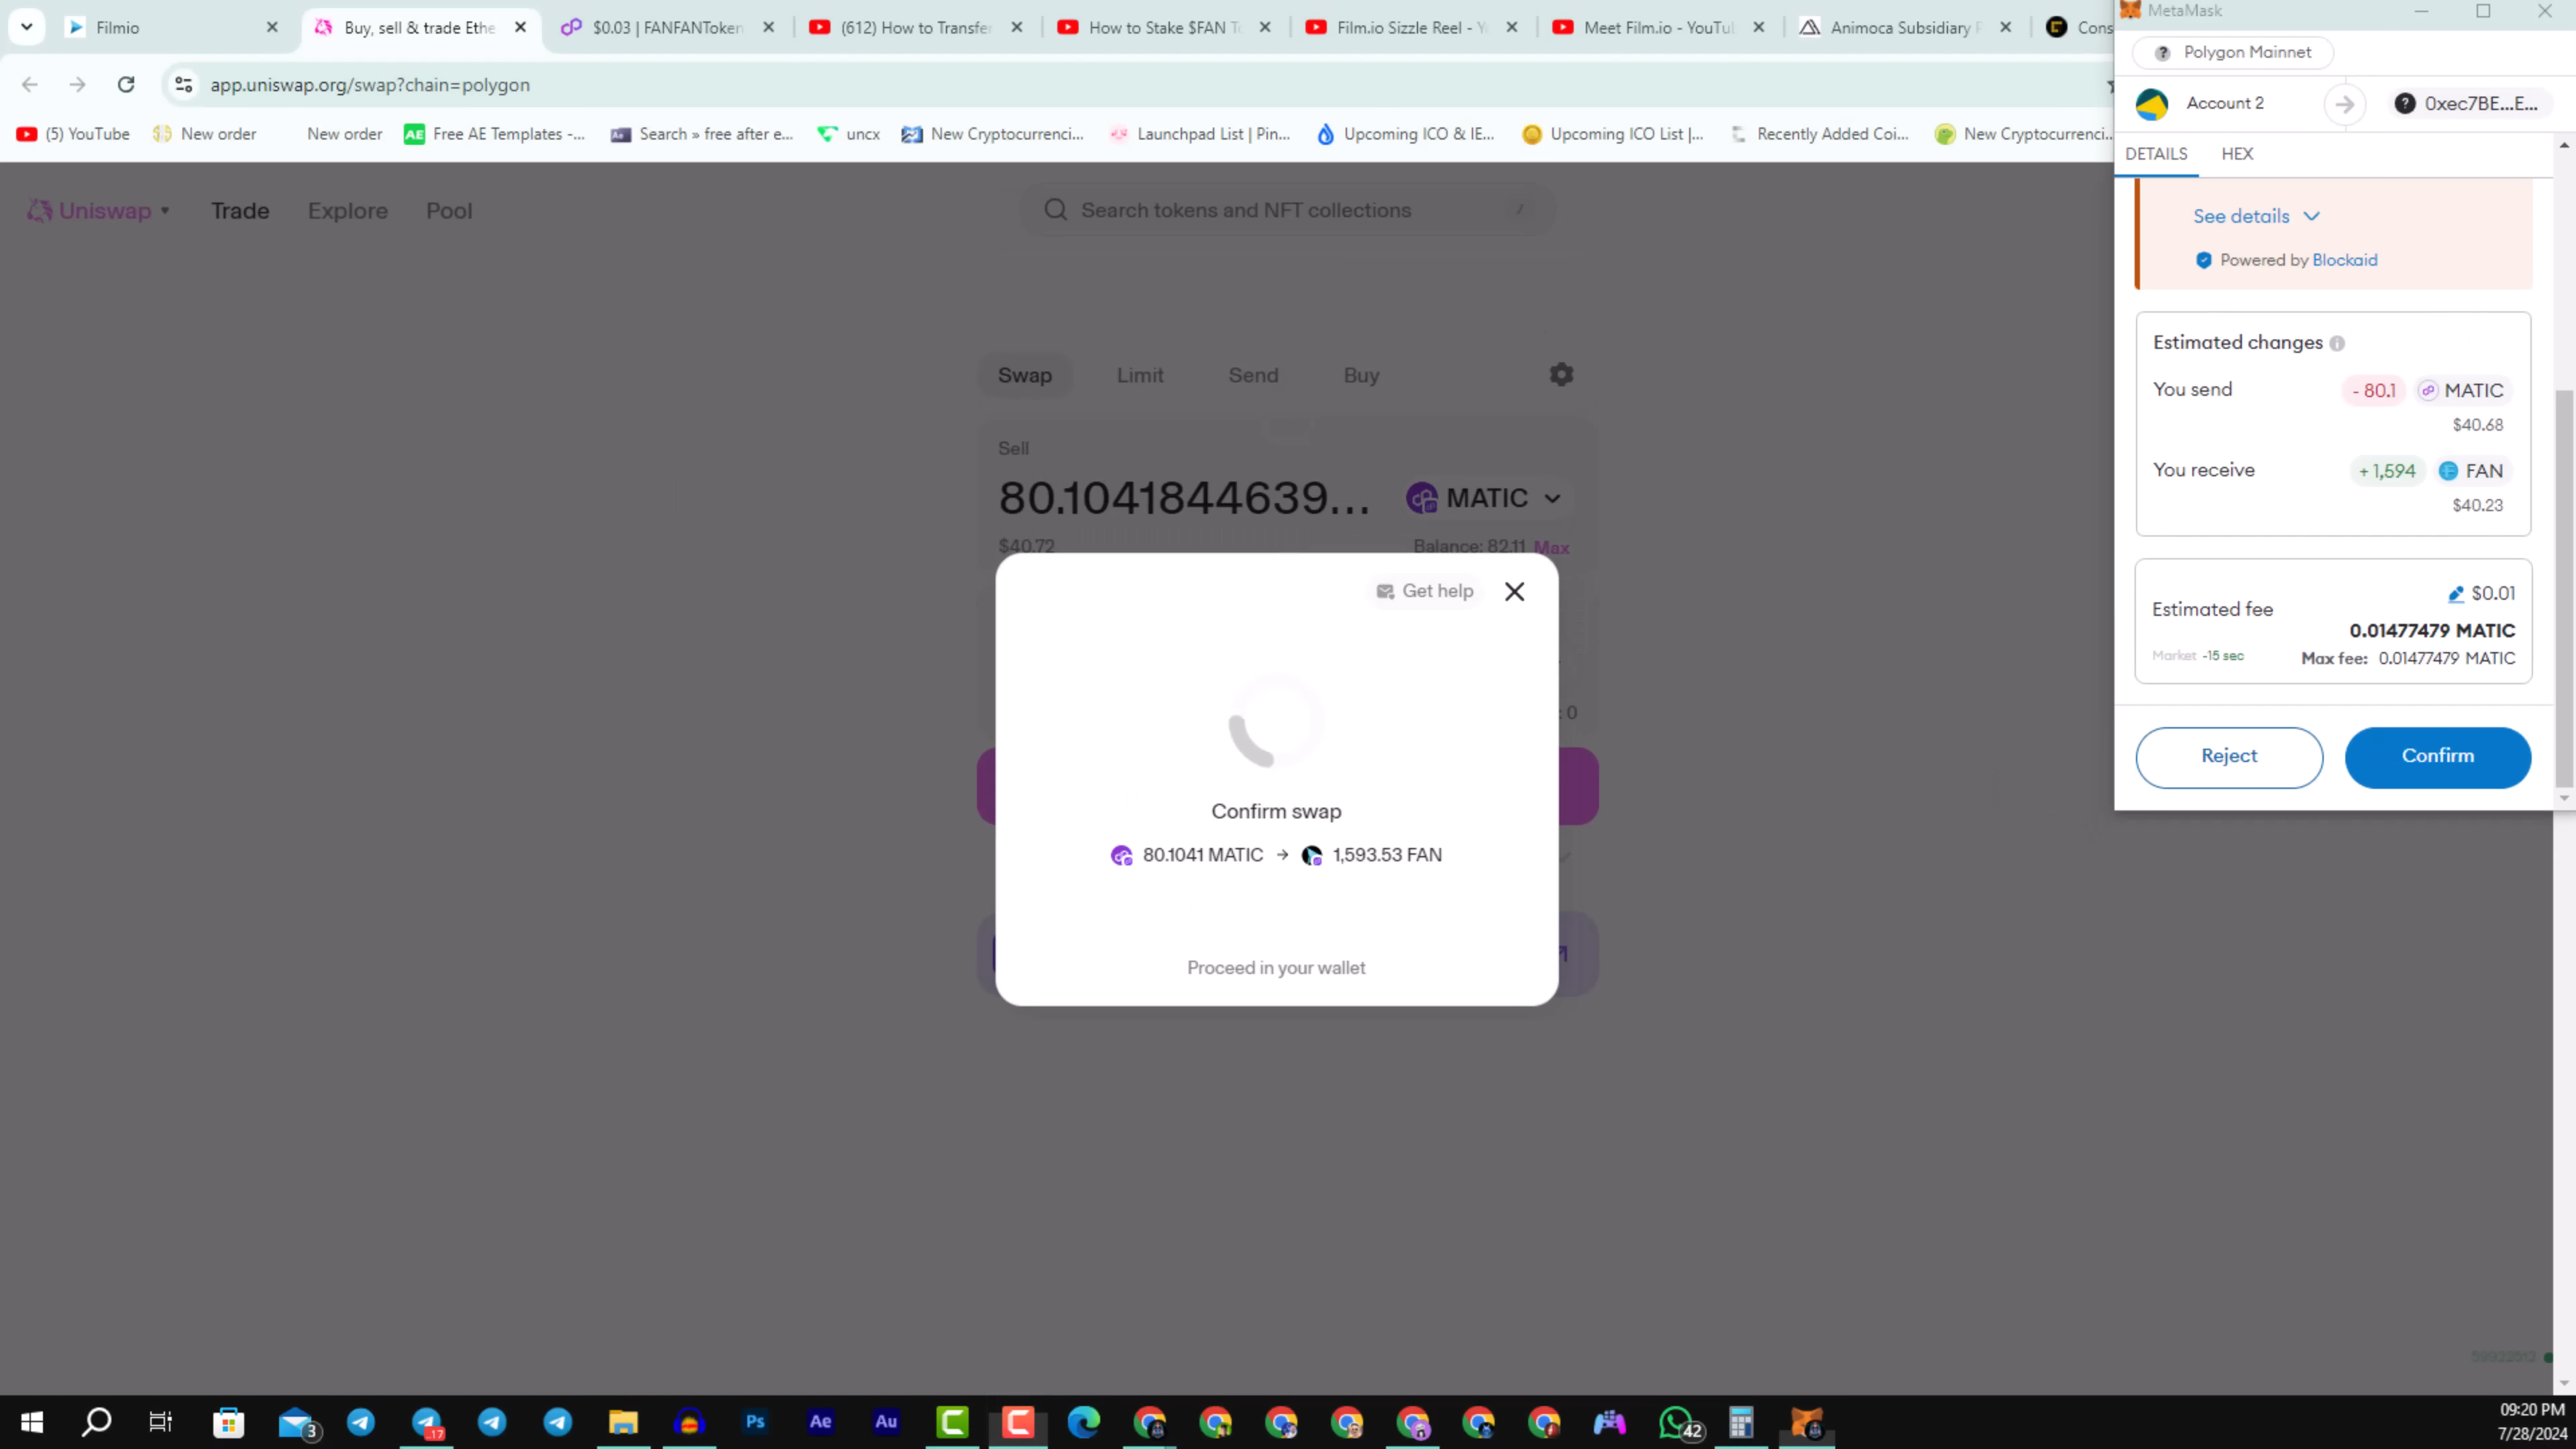 Filmio
Buy, sell & trade Ethe
$0.03 | FANFANToken
(612) How to Transfer
How to Stake $FAN To
Film.io Sizzle Reel - Y
Meet Film.io - YouTu
Animoca Subsidiary
Cons
MetaMask
app.uniswap.org/swap?chain=polygon
(5) YouTube
New order
New order
Free AE Templates -...
Search » free after e...
uncx
New Cryptocurrenci...
Launchpad List | Pin...
Upcoming ICO & IE...
Upcoming ICO List |...
Recently Added Coi...
New Cryptocurrenci...
Polygon Mainnet
Account 2
0xec7BE...E...
DETAILS
HEX
See details
Powered by Blockaid
Estimated changes
You send
- 80.1
MATIC
$40.68
You receive
+ 1,594
FAN
$40.23
Estimated fee
$0.01
0.01477479 MATIC
Market ~15 sec
Max fee: 0.01477479 MATIC
Reject
Confirm
Uniswap
Trade
Explore
Pool
Search tokens and NFT collections
/
Swap
Limit
Send
Buy
Sell
80.1041844639...
MATIC
$40.72
Balance: 82.11 Max
: 0
Get help
Confirm swap
80.1041 MATIC → 1,593.53 FAN
Proceed in your wallet
3
17
Ps
Ae
Au
42
09:20 PM
7/28/2024